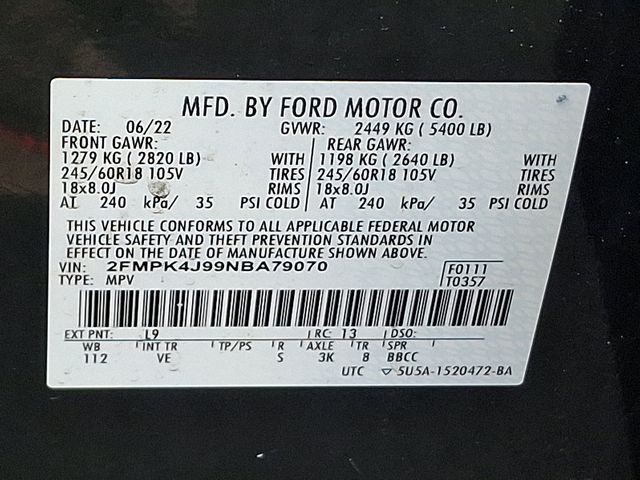 MFD. BY FORD MOTOR CO.
DATE: 06/22 GVWR: 2449 KG ( 5400 LB)
FRONT GAWR: REAR GAWR:
1279 KG ( 2820 LB) WITH 1198 KG ( 2640 LB) WITH
245/60R18 105V TIRES 245/60R18 105V TIRES
18x8.0J RIMS 18x8.0J RIMS
AT 240 kPa/ 35 PSI COLD AT 240 kPa/ 35 PSI COLD
THIS VEHICLE CONFORMS TO ALL APPLICABLE FEDERAL MOTOR
VEHICLE SAFETY AND THEFT PREVENTION STANDARDS IN
EFFECT ON THE DATE OF MANUFACTURE SHOWN ABOVE.
VIN: 2FMPK4J99NBA79070 F0111
TYPE: MPV T0357
EXT PNT: L9 RC: 13 DSO:
WB INT TR TP/PS R AXLE TR SPR
112 VE S 3K 8 BBCC
UTC ▽5U5A-1520472-BA